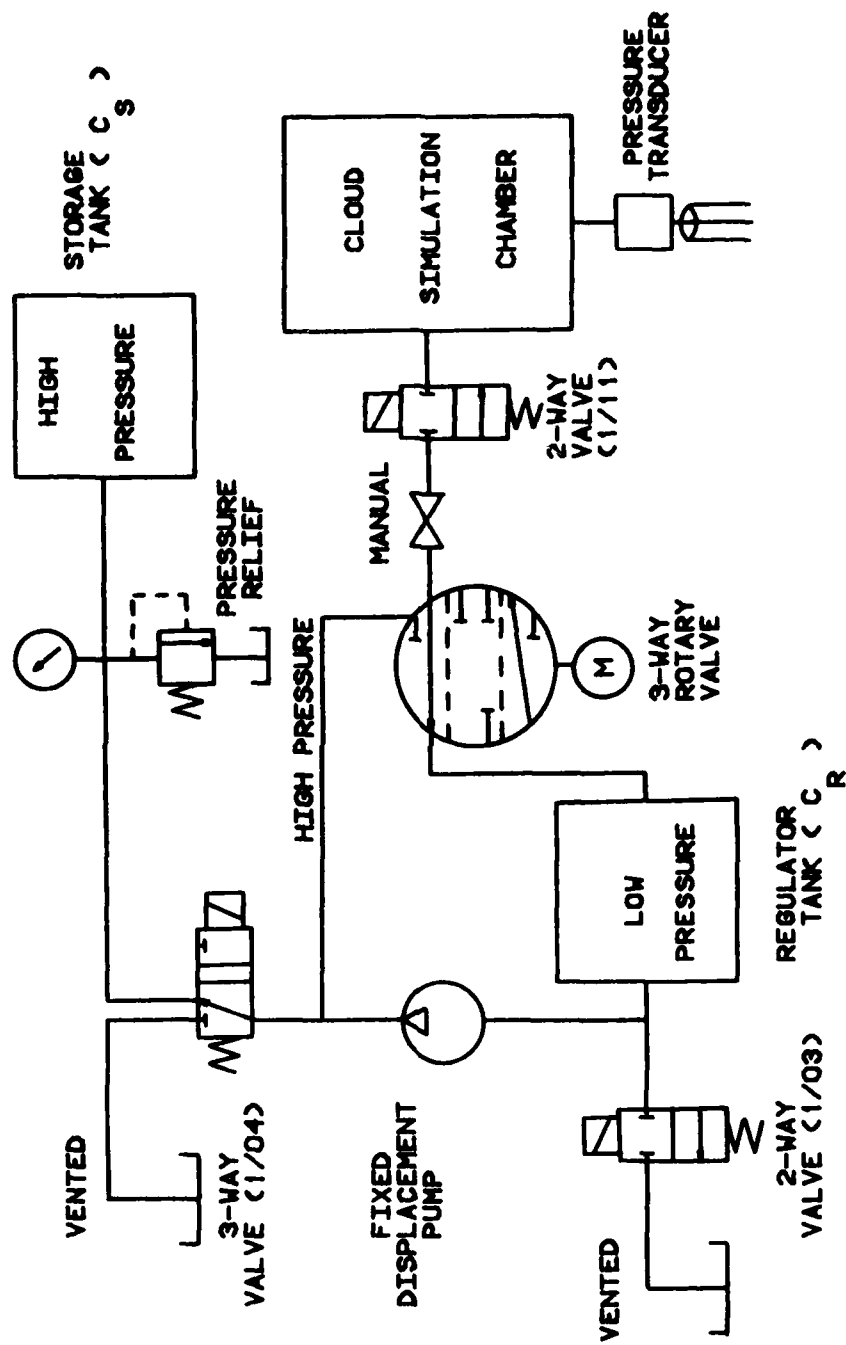 VENTED
HIGH
PRESSURE
STORAGE
TANK ( C_S )
3-WAY
VALVE (1/04)
PRESSURE
RELIEF
HIGH PRESSURE
CLOUD
SIMULATION
CHAMBER
FIXED
DISPLACEMENT
PUMP
MANUAL
2-WAY
VALVE
(1/11)
M
3-WAY
ROTARY
VALVE
PRESSURE
TRANSDUCER
VENTED
LOW
PRESSURE
2-WAY
VALVE (1/03)
REGULATOR
TANK ( C_R )